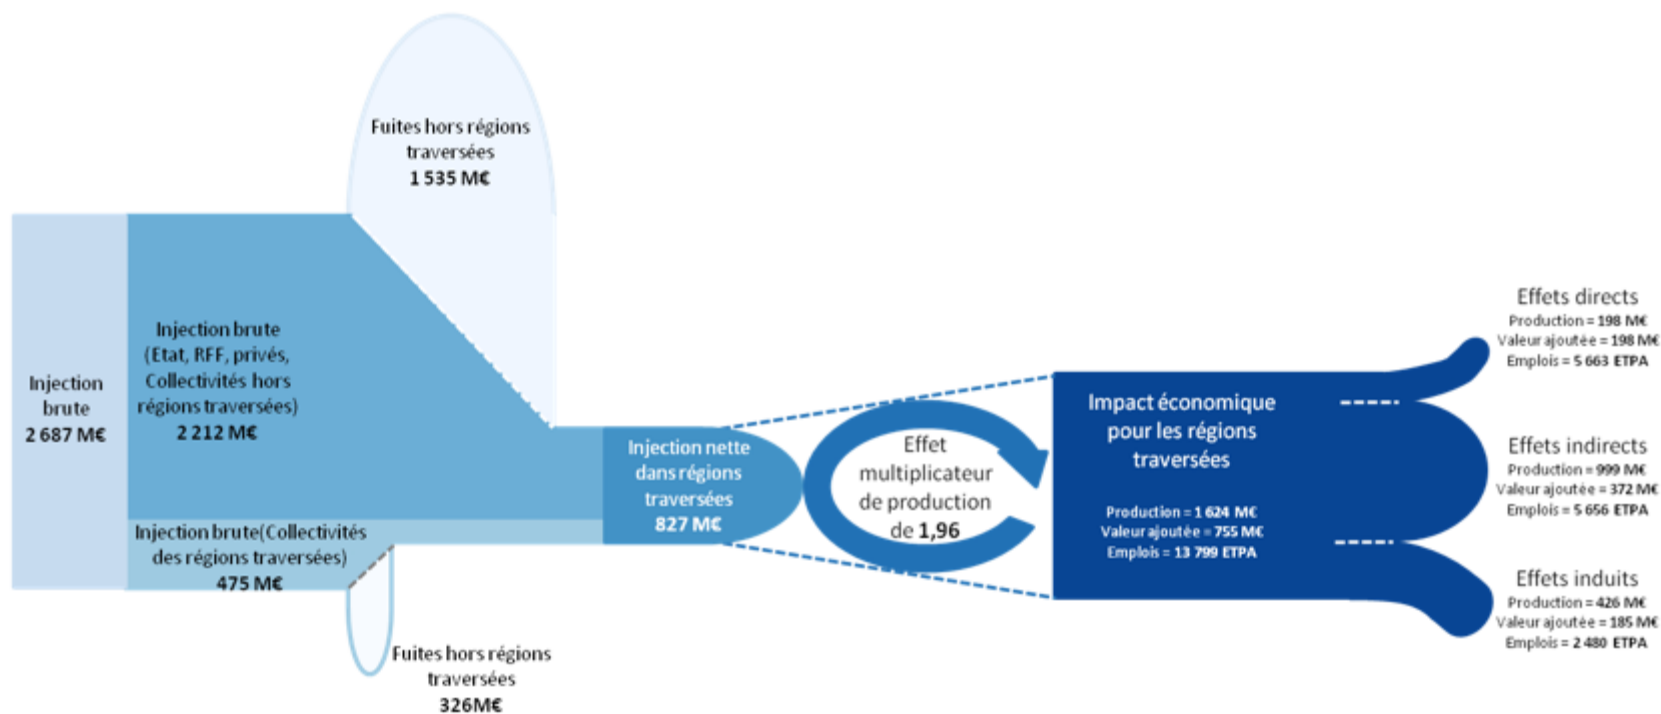 Fuites hors régions
traversées
1 535 M€
Injection
brute
2 687 M€
Injection brute
(Etat, RFF, privés,
Collectivités hors
régions traversées)
2 212 M€
Injection brute(Collectivités
des régions traversées)
475 M€
Fuites hors régions
traversées
326M€
Injection nette
dans régions
traversées
827 M€
Effet
multiplicateur
de production
de 1,96
Impact économique
pour les régions
traversées
Production = 1 624 M€
Valeur ajoutée = 755 M€
Emplois = 13 799 ETPA
Effets directs
Production = 198 M€
Valeur ajoutée = 198 M€
Emplois = 5 663 ETPA
Effets indirects
Production = 999 M€
Valeur ajoutée = 372 M€
Emplois = 5 656 ETPA
Effets induits
Production = 426 M€
Valeur ajoutée = 185 M€
Emplois = 2 480 ETPA